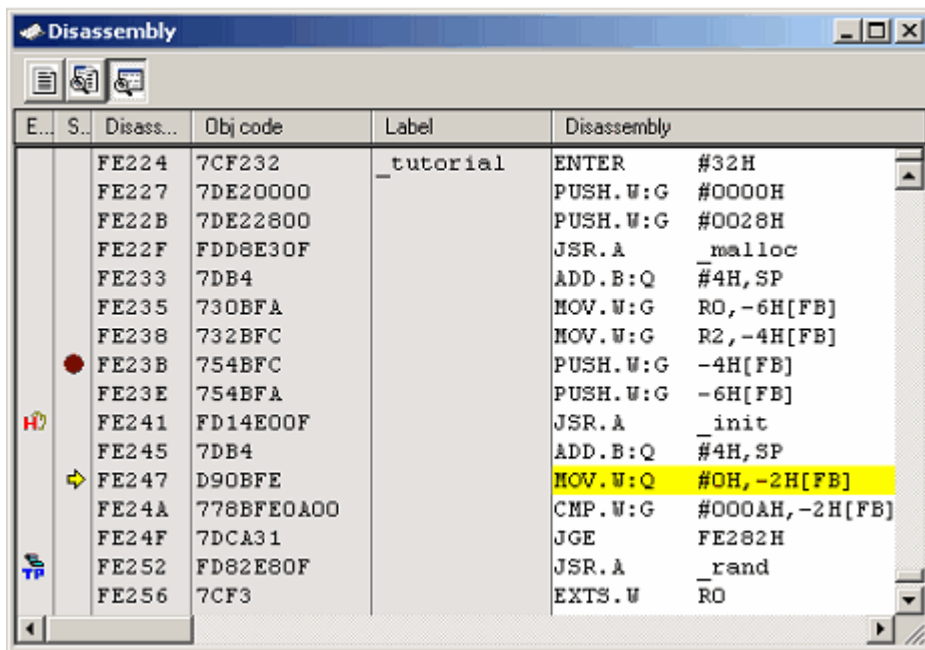 Disassembly
E... S.. Disass... Obj code Label Disassembly
FE224 7CF232 _tutorial ENTER #32H
FE227 7DE20000 PUSH.W:G #0000H
FE22B 7DE22800 PUSH.W:G #0028H
FE22F FDD8E30F JSR.A _malloc
FE233 7DB4 ADD.B:Q #4H,SP
FE235 730BFA MOV.W:G R0,-6H[FB]
FE238 732BFC MOV.W:G R2,-4H[FB]
FE23B 754BFC PUSH.W:G -4H[FB]
FE23E 754BFA PUSH.W:G -6H[FB]
H FE241 FD14E00F JSR.A _init
FE245 7DB4 ADD.B:Q #4H,SP
FE247 D90BFE MOV.W:Q #0H,-2H[FB]
FE24A 778BFE0A00 CMP.W:G #000AH,-2H[FB]
FE24F 7DCA31 JGE FE282H
TP FE252 FD82E80F JSR.A _rand
FE256 7CF3 EXTS.W R0